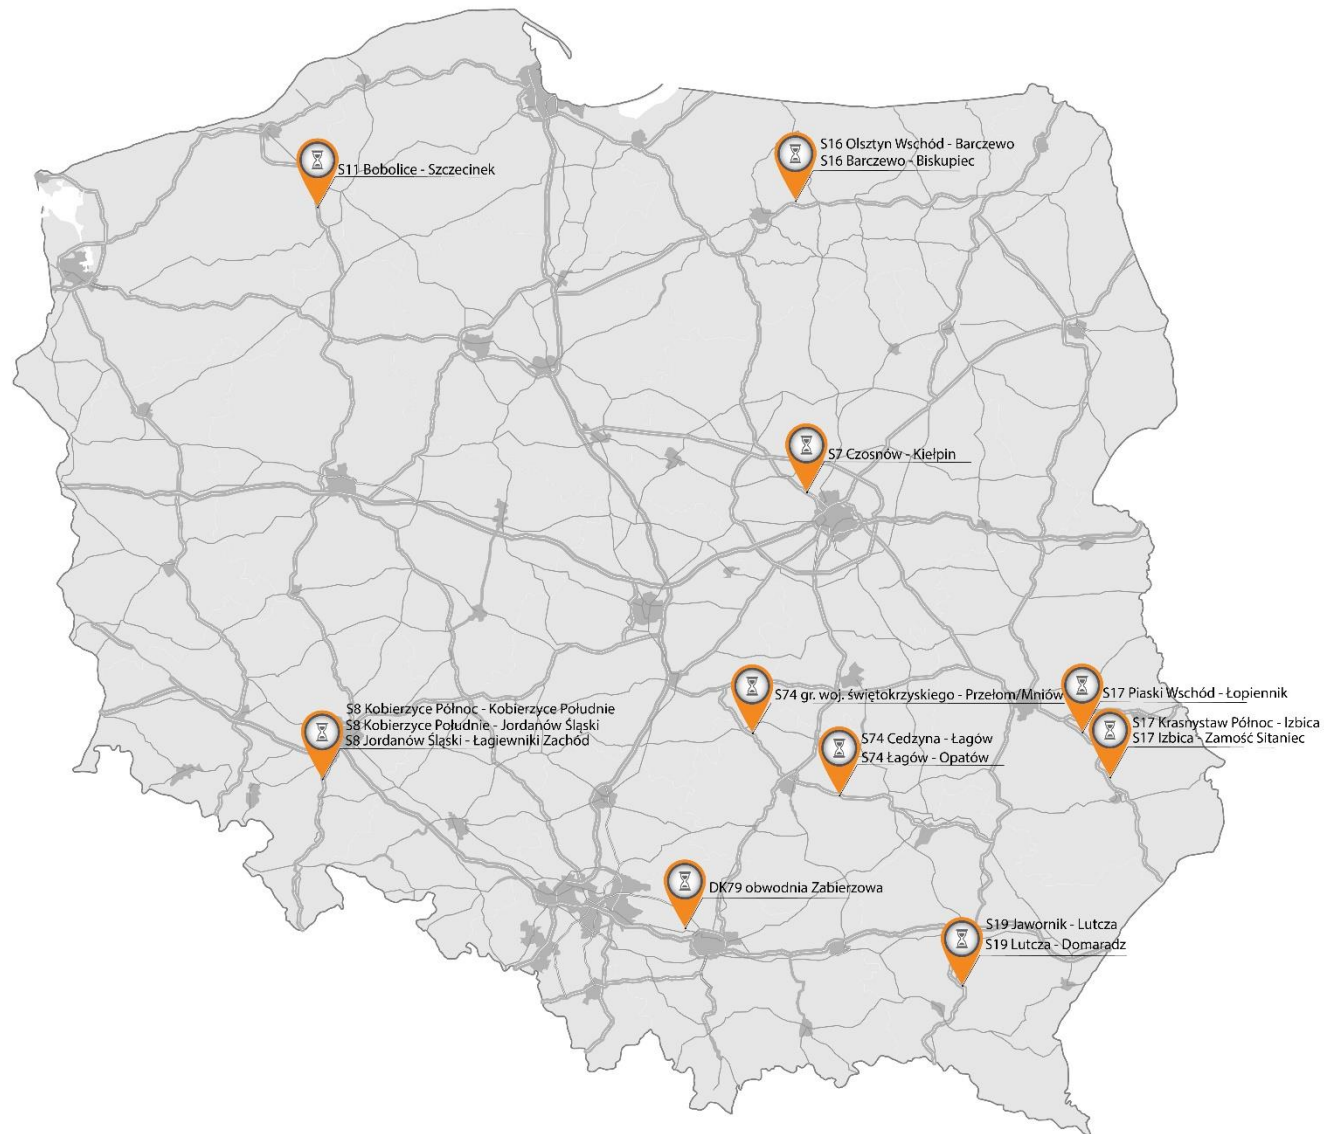 S16 Olsztyn Wschód - Barczewo
S16 Barczewo - Biskupiec
S11 Bobolice - Szczecinek
S7 Czosnów - Kiełpin
S74 gr. woj. świętokrzyskiego - Przełom/Mniów
S17 Piaski Wschód - Łopiennik
S8 Kobierzyce Północ - Kobierzyce Południe
S8 Kobierzyce Południe - Jordanów Śląski
S8 Jordanów Śląski - Łagiewniki Zachód
S17 Krasnystaw Północ - Izbica
S17 Izbica - Zamość Sitaniec
S74 Cedzyna - Łagów
S74 Łagów - Opatów
DK79 obwodnia Zabierzowa
S19 Jawornik - Lutcza
S19 Lutcza - Domaradz